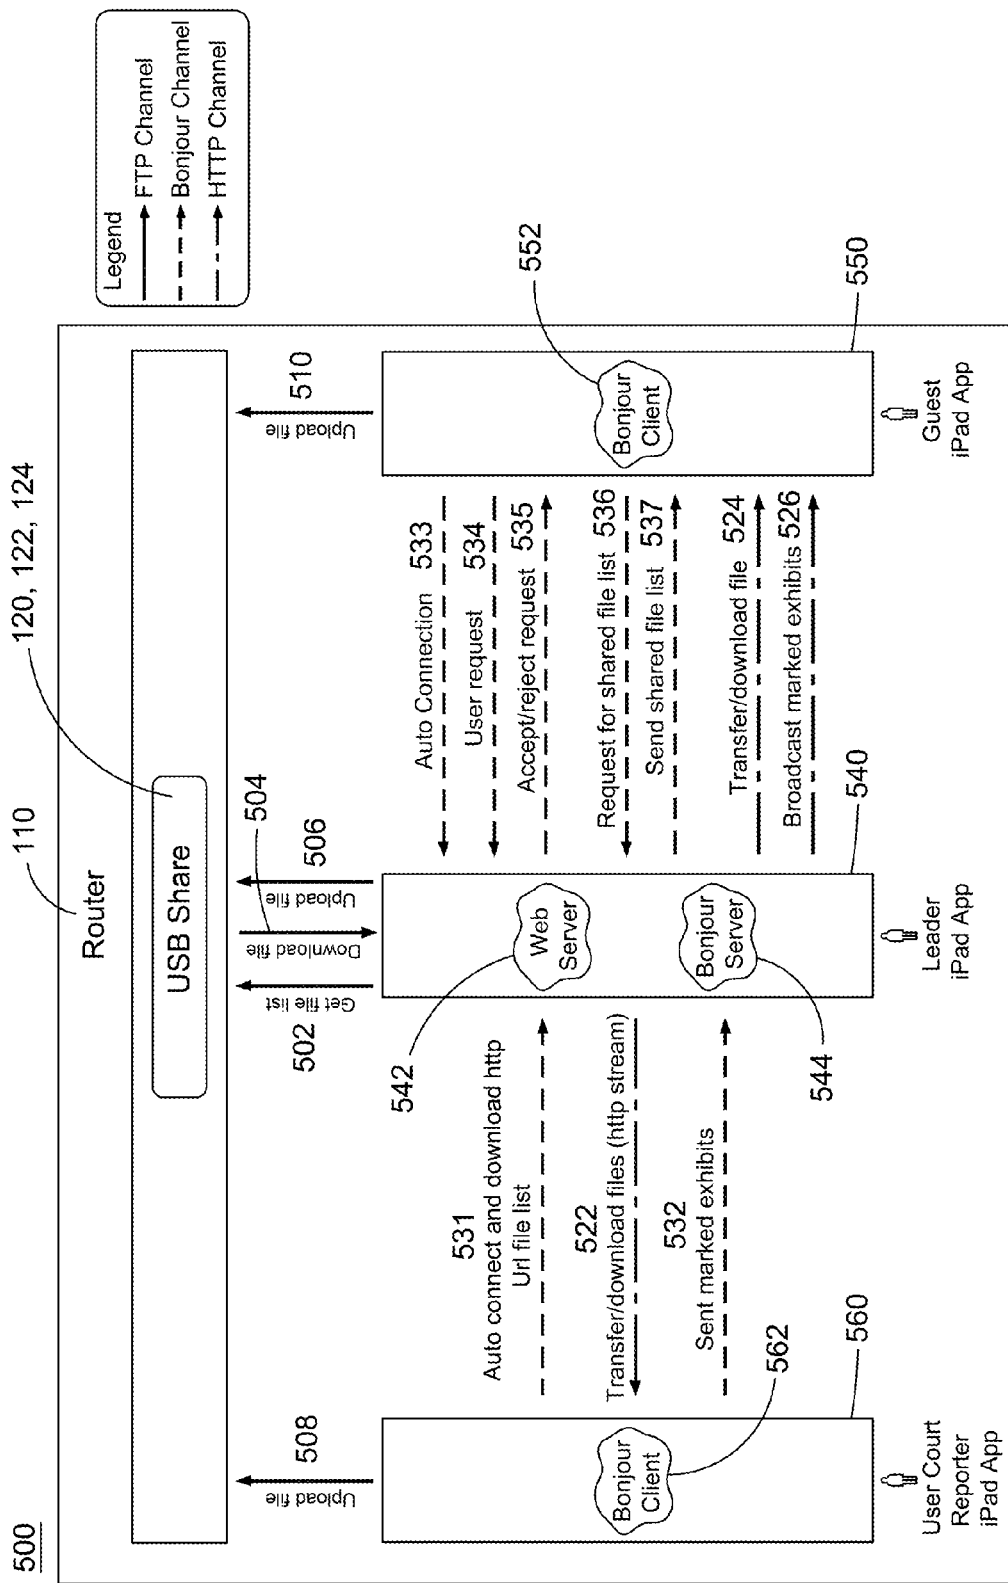 500
110
Router
120, 122, 124
USB Share
Legend
FTP Channel
Bonjour Channel
HTTP Channel
508
Upload file
502
Get file list
Download file
504
Upload file
506
Upload file
510
531
Auto connect and download http
Url file list
522
Transfer/download files (http stream)
532
Sent marked exhibits
542
Web
Server
Bonjour
Server
544
Auto Connection 533
User request 534
Accept/reject request 535
Request for shared file list 536
Send shared file list 537
Transfer/download file 524
Broadcast marked exhibits 526
Bonjour
Client
562
560
540
Bonjour
Client
552
550
User Court
Reporter
iPad App
Leader
iPad App
Guest
iPad App